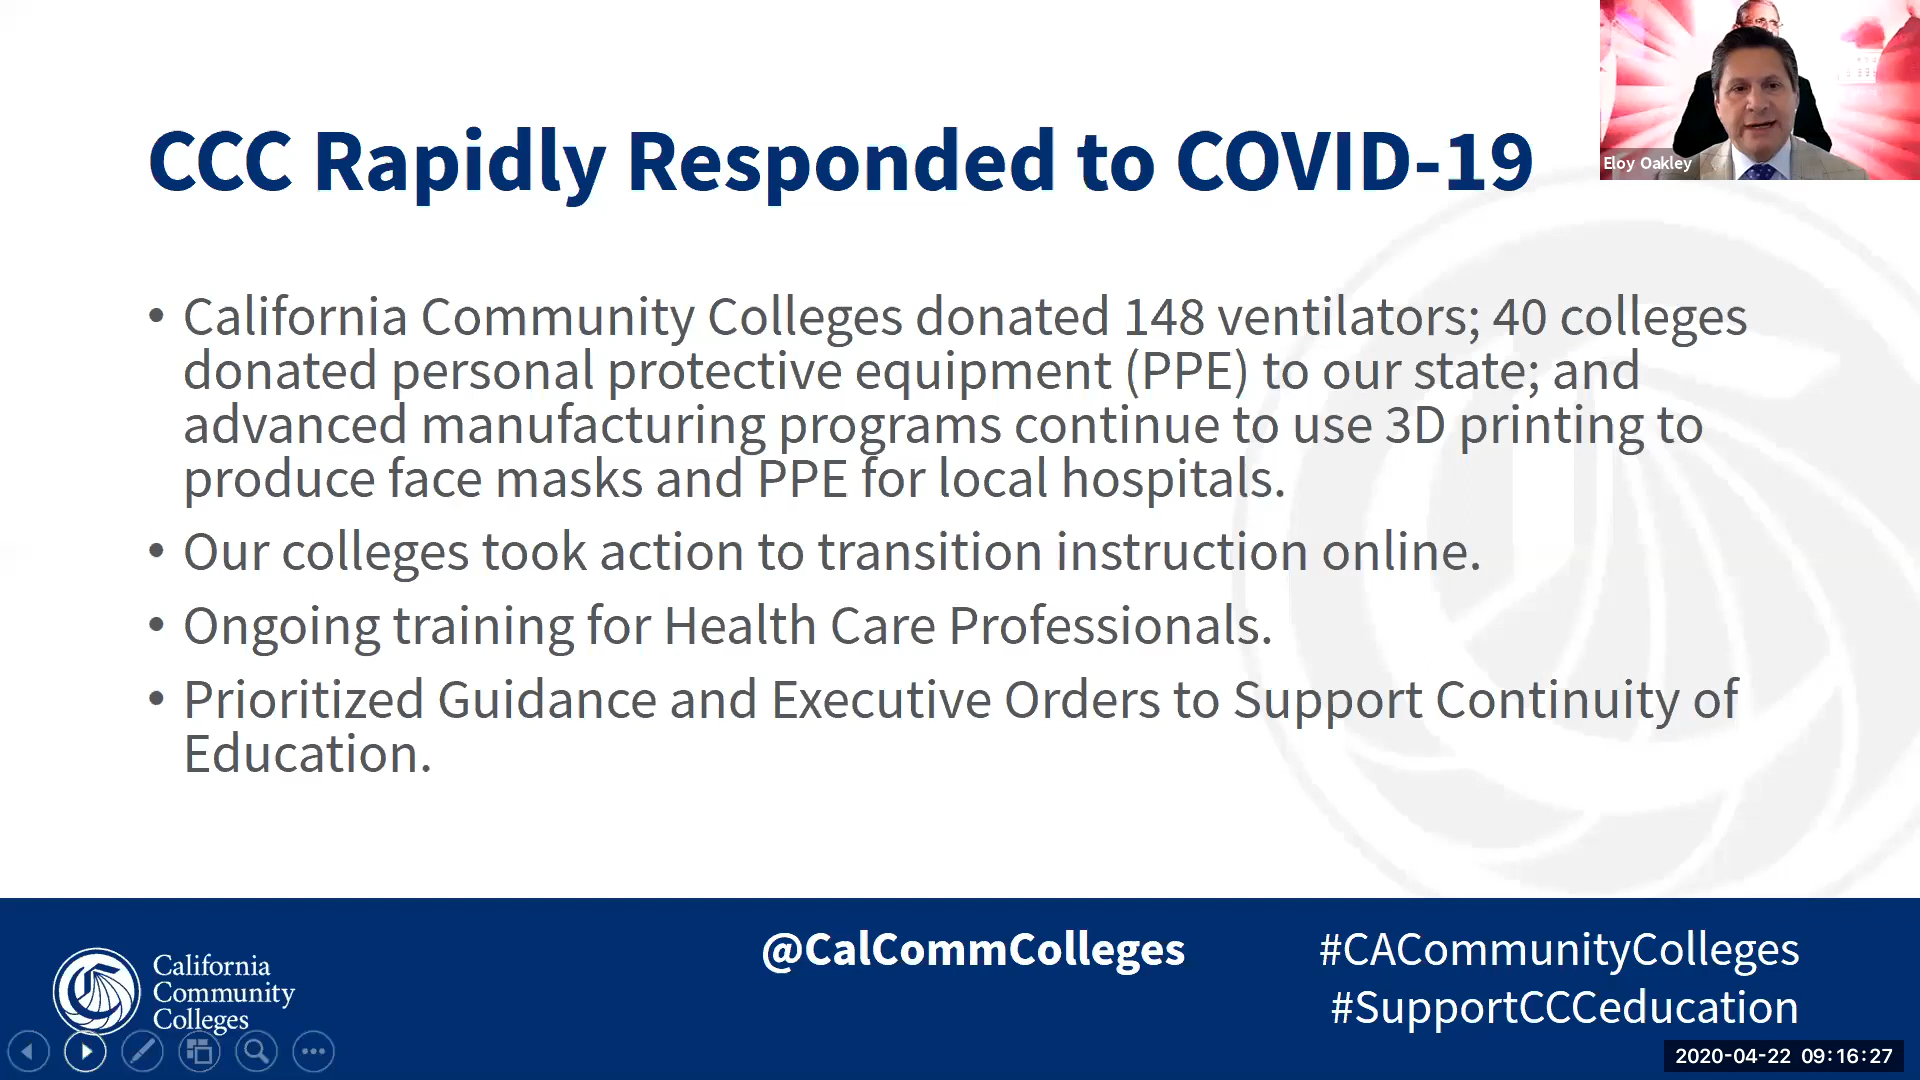 CCC Rapidly Responded to COVID-19
Eloy Oakley
• California Community Colleges donated 148 ventilators; 40 colleges
donated personal protective equipment (PPE) to our state; and
advanced manufacturing programs continue to use 3D printing to
produce face masks and PPE for local hospitals.
• Our colleges took action to transition instruction online.
• Ongoing training for Health Care Professionals.
• Prioritized Guidance and Executive Orders to Support Continuity of
Education.
California
Community
Colleges
@CalCommColleges
#CACommunityColleges
#SupportCCCeducation
2020-04-22 09:16:27